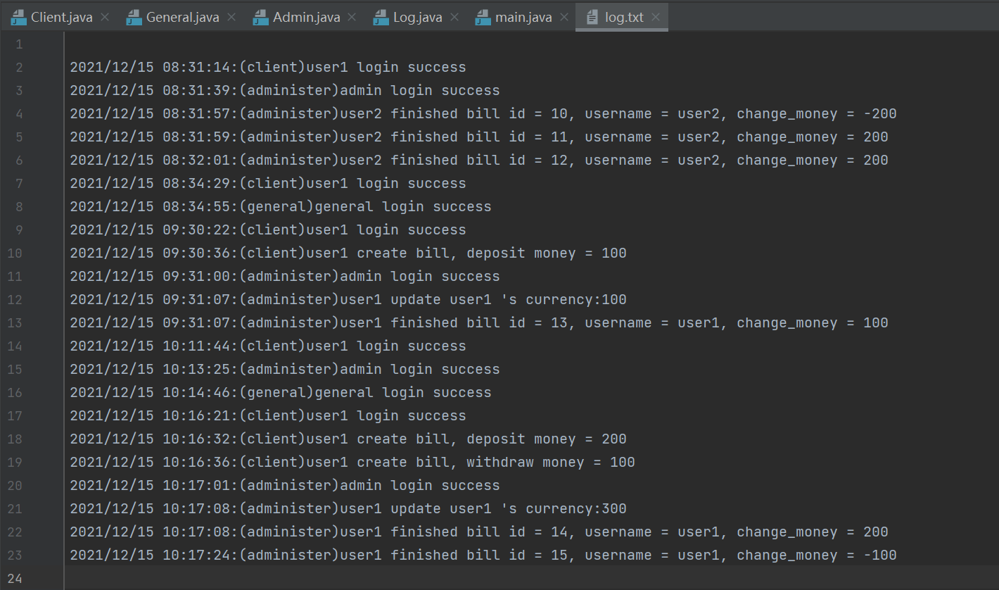 Client.java General.java Admin.java Log.java main.java log.txt
1
2 2021/12/15 08:31:14:(client)user1 login success
3 2021/12/15 08:31:39:(administer)admin login success
4 2021/12/15 08:31:57:(administer)user2 finished bill id = 10, username = user2, change_money = -200
5 2021/12/15 08:31:59:(administer)user2 finished bill id = 11, username = user2, change_money = 200
6 2021/12/15 08:32:01:(administer)user2 finished bill id = 12, username = user2, change_money = 200
7 2021/12/15 08:34:29:(client)user1 login success
8 2021/12/15 08:34:55:(general)general login success
9 2021/12/15 09:30:22:(client)user1 login success
10 2021/12/15 09:30:36:(client)user1 create bill, deposit money = 100
11 2021/12/15 09:31:00:(administer)admin login success
12 2021/12/15 09:31:07:(administer)user1 update user1 's currency:100
13 2021/12/15 09:31:07:(administer)user1 finished bill id = 13, username = user1, change_money = 100
14 2021/12/15 10:11:44:(client)user1 login success
15 2021/12/15 10:13:25:(administer)admin login success
16 2021/12/15 10:14:46:(general)general login success
17 2021/12/15 10:16:21:(client)user1 login success
18 2021/12/15 10:16:32:(client)user1 create bill, deposit money = 200
19 2021/12/15 10:16:36:(client)user1 create bill, withdraw money = 100
20 2021/12/15 10:17:01:(administer)admin login success
21 2021/12/15 10:17:08:(administer)user1 update user1 's currency:300
22 2021/12/15 10:17:08:(administer)user1 finished bill id = 14, username = user1, change_money = 200
23 2021/12/15 10:17:24:(administer)user1 finished bill id = 15, username = user1, change_money = -100
24